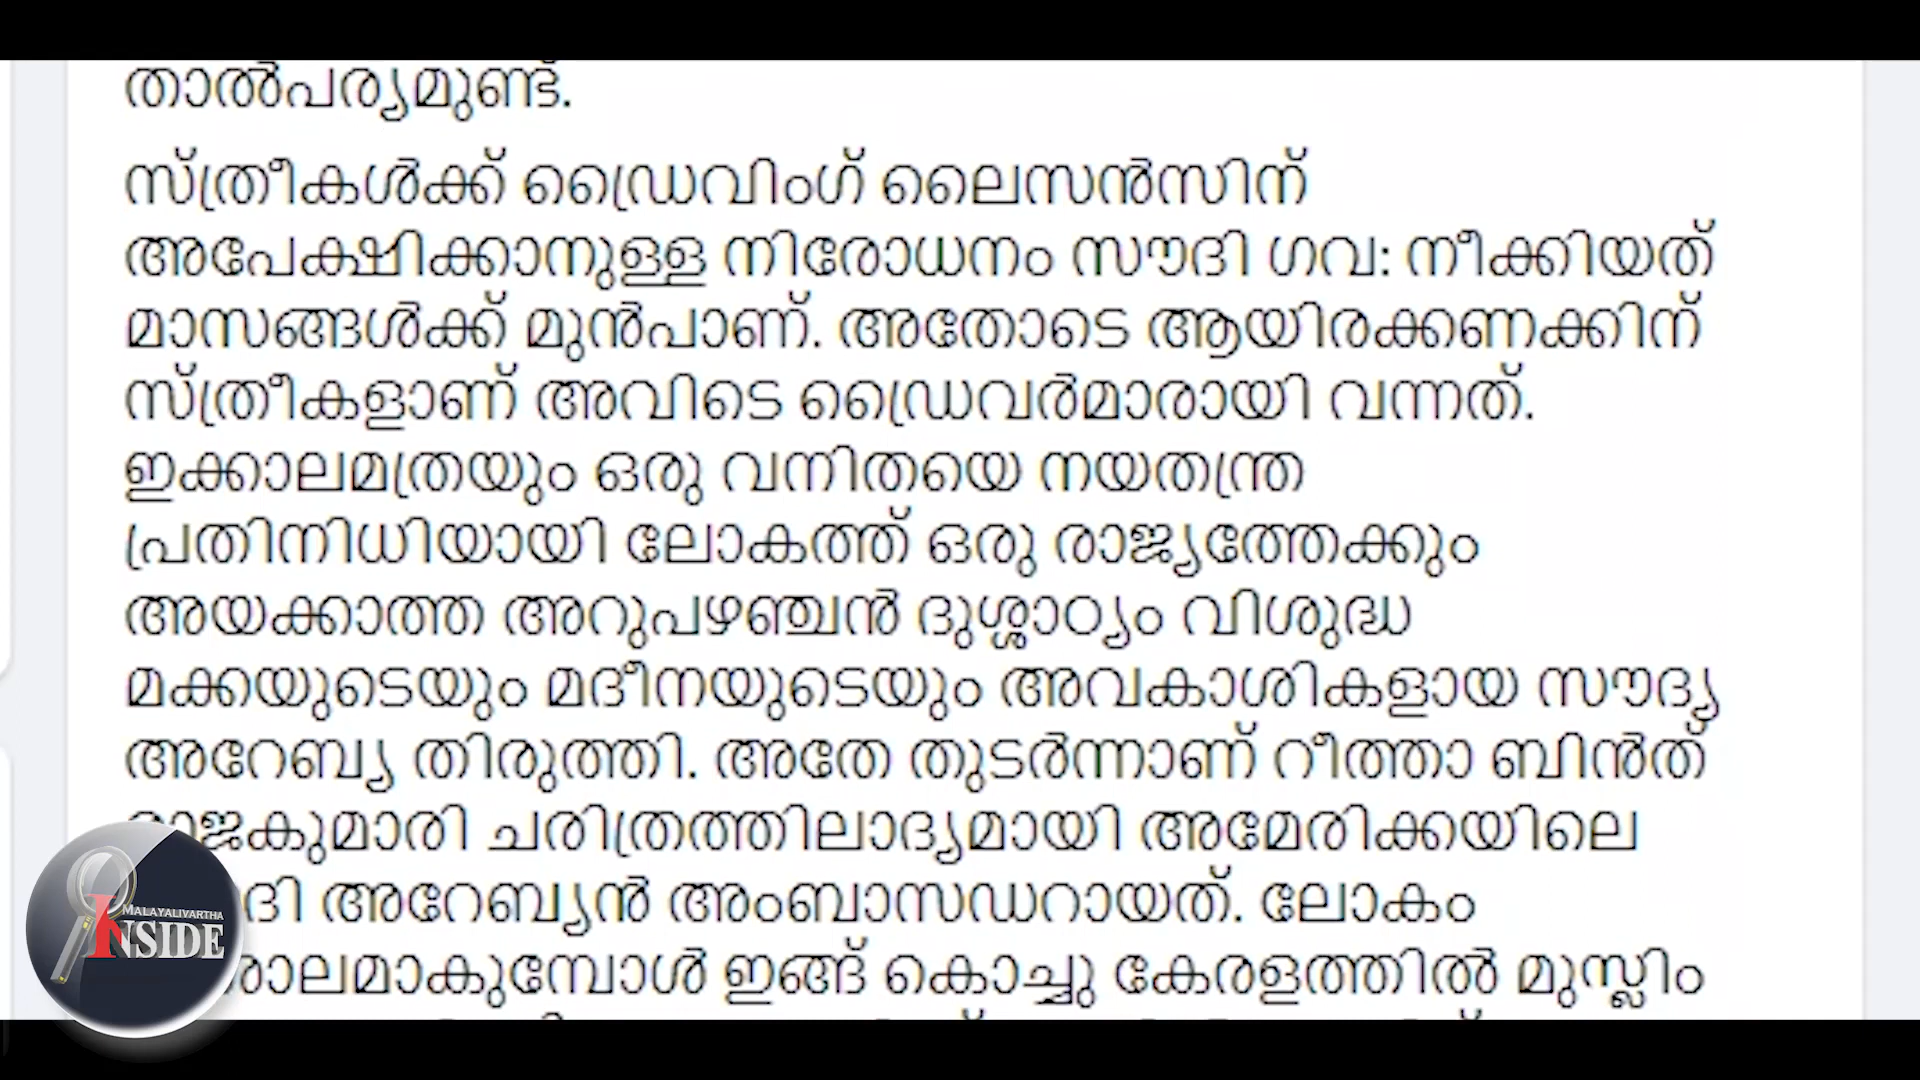 താൽപര്യമുണ്ട്.
സ്ത്രീകൾക്ക് ഡ്രൈവിംഗ് ലൈസൻസിന്
അപേക്ഷിക്കാനുള്ള നിരോധനം സൗദി ഗവ: നീക്കിയത്
മാസങ്ങൾക്ക് മുൻപാണ്. അതോടെ ആയിരക്കണക്കിന്
സ്ത്രീകളാണ് അവിടെ ഡ്രൈവർമാരായി വന്നത്.
ഇക്കാലമത്രയും ഒരു വനിതയെ നയതന്ത്ര
പ്രതിനിധിയായി ലോകത്ത് ഒരു രാജ്യത്തേക്കും
അയക്കാത്ത അറുപഴഞ്ചൻ ദുശ്ശാഠ്യം വിശുദ്ധ
മക്കയുടെയും മദീനയുടെയും അവകാശികളായ സൗദ്യ
അറേബ്യ തിരുത്തി. അതേ തുടർന്നാണ് റീത്താ ബിൻത്
രാജകുമാരി ചരിത്രത്തിലാദ്യമായി അമേരിക്കയിലെ
അറേബ്യൻ അംബാസഡറായത്. ലോകം
ഇങ്ങ് കൊച്ചു കേരളത്തിൽ മുസ്ലിം
MALAYALIVARTHA
INSIDE